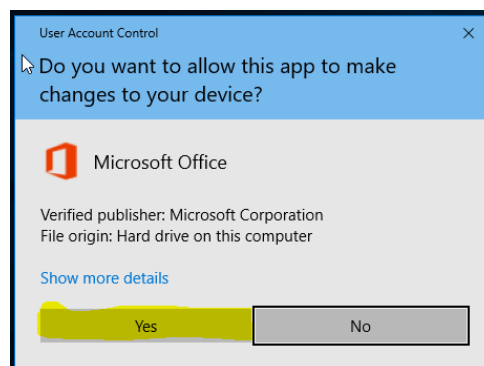 User Account Control
Do you want to allow this app to make
changes to your device?
Microsoft Office
Verified publisher: Microsoft Corporation
File origin: Hard drive on this computer
Show more details
Yes
No